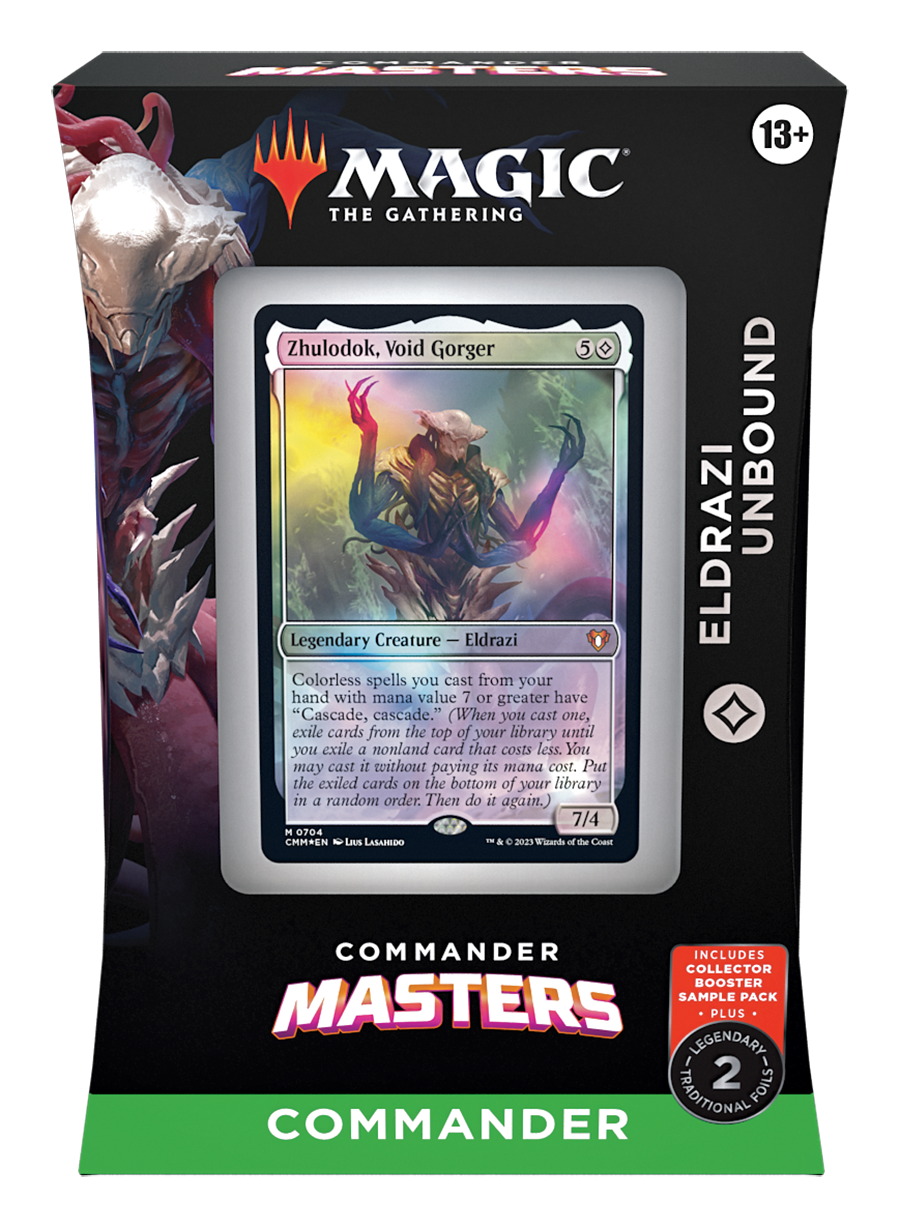 COMMANDER
MASTERS
13+
MAGIC®
THE GATHERING
Zhulodok, Void Gorger 5
Legendary Creature — Eldrazi
Colorless spells you cast from your
hand with mana value 7 or greater have
“Cascade, cascade.” (When you cast one,
exile cards from the top of your library until
you exile a nonland card that costs less. You
may cast it without paying its mana cost. Put
the exiled cards on the bottom of your library
in a random order. Then do it again.)
7/4
M 0704
CMM★EN Lius Lasahido
™ & © 2023 Wizards of the Coast
ELDRAZI
UNBOUND
COMMANDER
MASTERS
INCLUDES
COLLECTOR
BOOSTER
SAMPLE PACK
• PLUS •
LEGENDARY
2
TRADITIONAL FOILS
COMMANDER